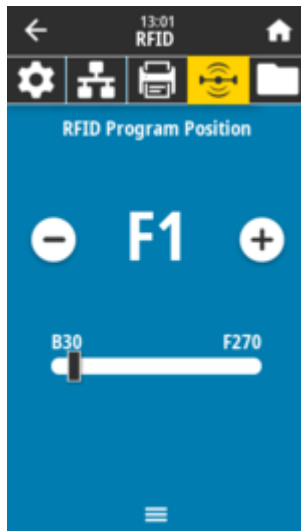 13:01
RFID
RFID Program Position
F1
B30 F270